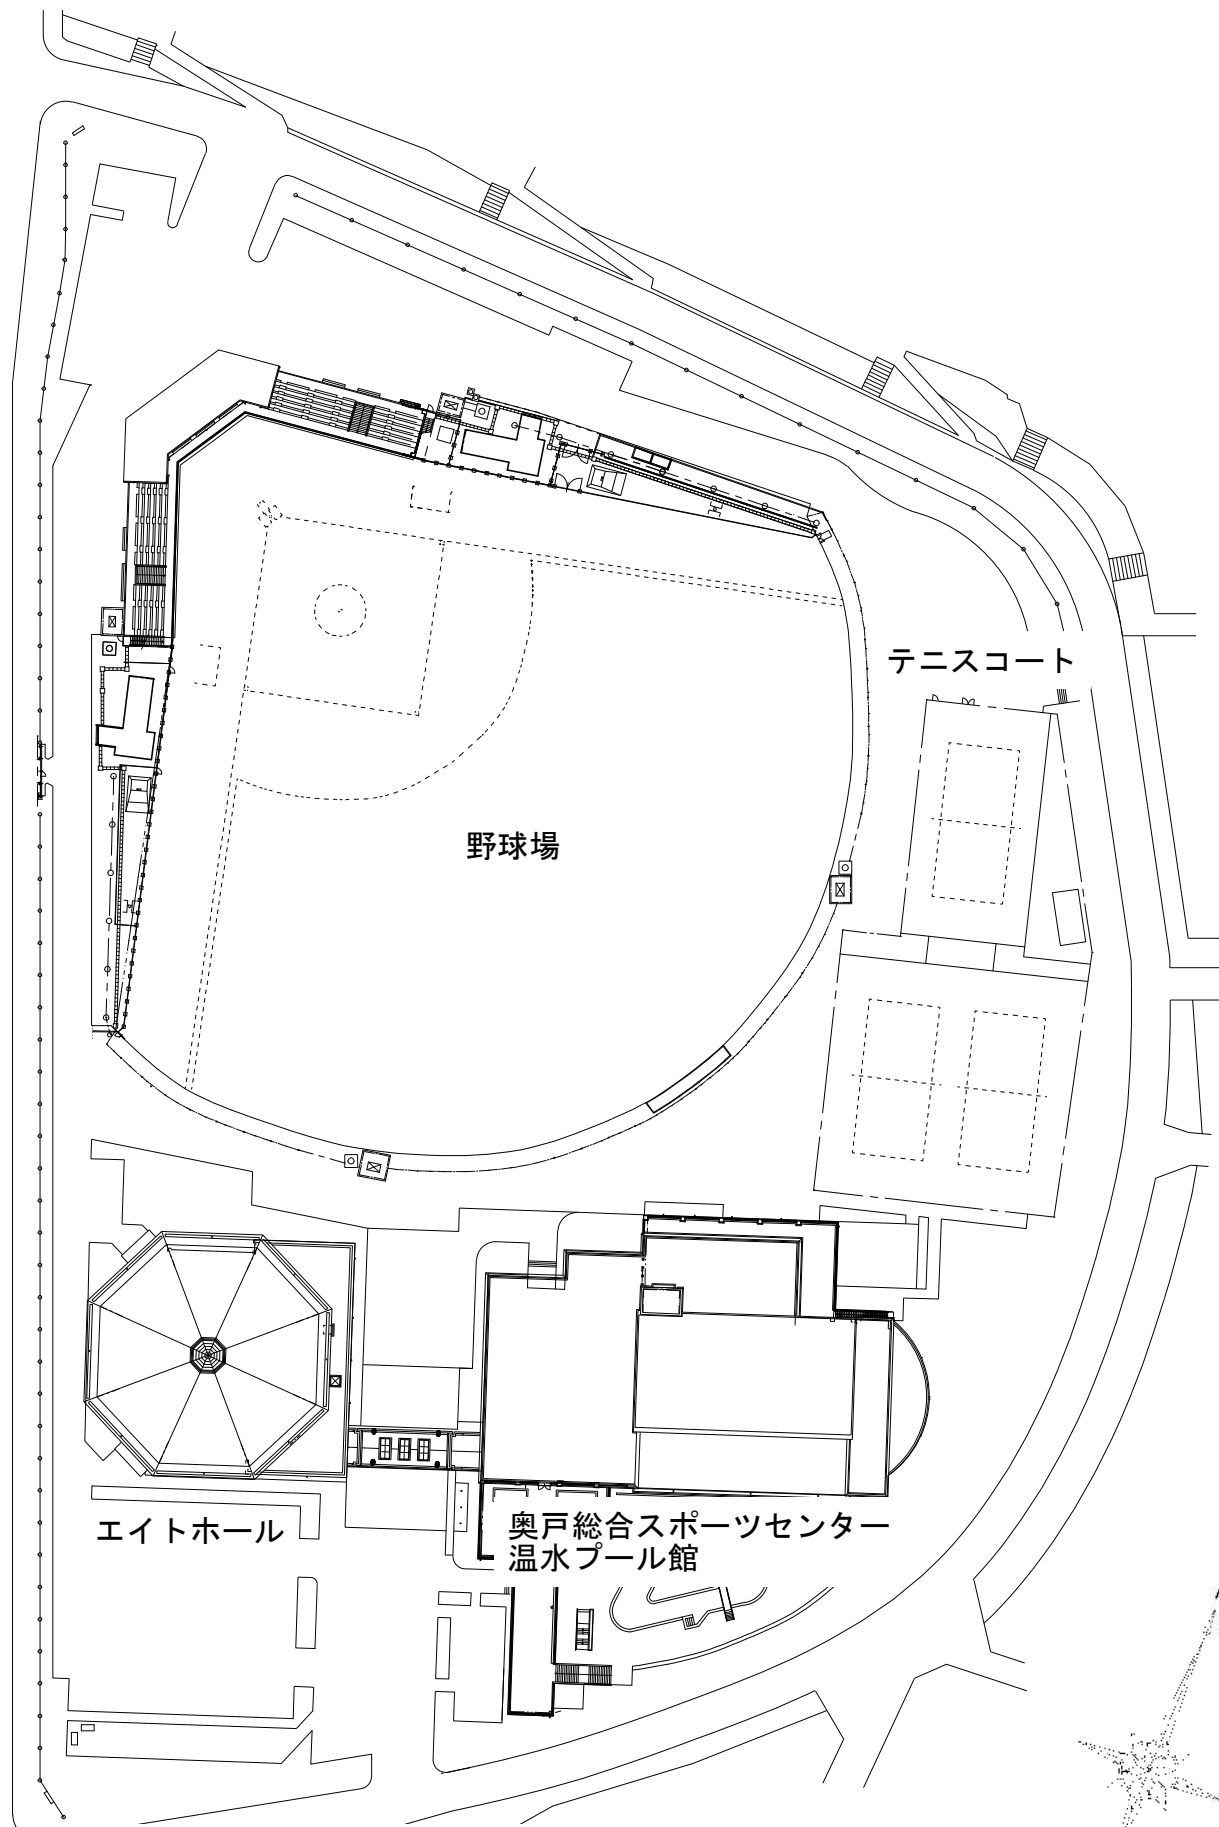 テニスコート
野球場
エイトホール
奥戸総合スポーツセンター
温水プール館